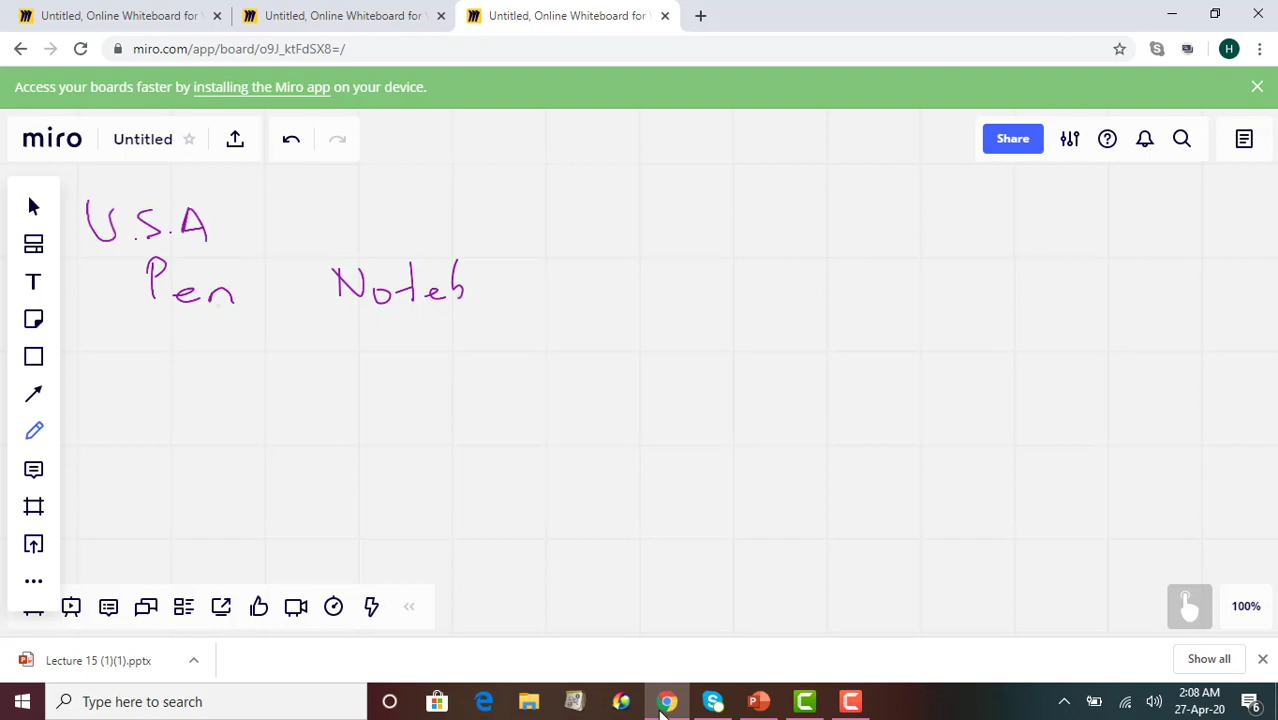 Untitled, Online Whiteboard for
Untitled, Online Whiteboard for
Untitled, Online Whiteboard for
miro.com/app/board/o9J_ktFdSX8=/
H
Access your boards faster by installing the Miro app on your device.
miro Untitled
Share
U.S.A
Pen Noteb
T
100%
Lecture 15 (1)(1).pptx
Show all
Type here to search
2:08 AM
27-Apr-20
6